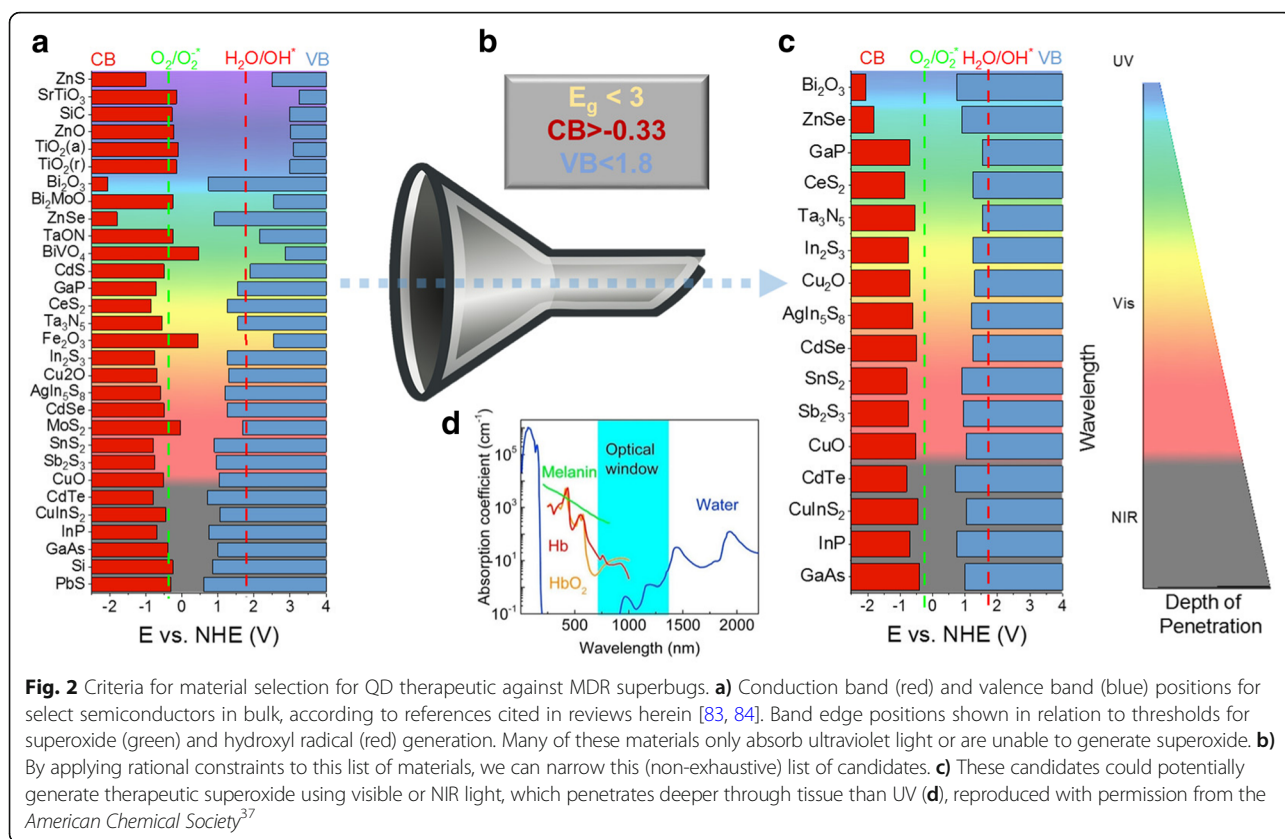 a
CB O₂/O₂⁻* H₂O/OH* VB
ZnS
SrTiO₃
SiC
ZnO
TiO₂(a)
TiO₂(r)
Bi₂O₃
Bi₂MoO
ZnSe
TaON
BiVO₄
CdS
GaP
CeS₂
Ta₃N₅
Fe₂O₃
In₂S₃
Cu2O
AgIn₅S₈
CdSe
MoS₂
SnS₂
Sb₂S₃
CuO
CdTe
CuInS₂
InP
GaAs
Si
PbS
-2 -1 0 1 2 3 4
E vs. NHE (V)
b
E_g < 3
CB>-0.33
VB<1.8
d
Absorption coefficient (cm⁻¹)
10⁵
10³
10¹
10⁻¹
Melanin
Optical
window
Water
Hb
HbO₂
500 1000 1500 2000
Wavelength (nm)
c
CB O₂/O₂⁻* H₂O/OH* VB
Bi₂O₃
ZnSe
GaP
CeS₂
Ta₃N₅
In₂S₃
Cu₂O
AgIn₅S₈
CdSe
SnS₂
Sb₂S₃
CuO
CdTe
CuInS₂
InP
GaAs
-2 -1 0 1 2 3 4
E vs. NHE (V)
UV
Vis
NIR
Wavelength
Depth of
Penetration
Fig. 2 Criteria for material selection for QD therapeutic against MDR superbugs. a) Conduction band (red) and valence band (blue) positions for
select semiconductors in bulk, according to references cited in reviews herein [83, 84]. Band edge positions shown in relation to thresholds for
superoxide (green) and hydroxyl radical (red) generation. Many of these materials only absorb ultraviolet light or are unable to generate superoxide. b)
By applying rational constraints to this list of materials, we can narrow this (non-exhaustive) list of candidates. c) These candidates could potentially
generate therapeutic superoxide using visible or NIR light, which penetrates deeper through tissue than UV (d), reproduced with permission from the
American Chemical Society³⁷